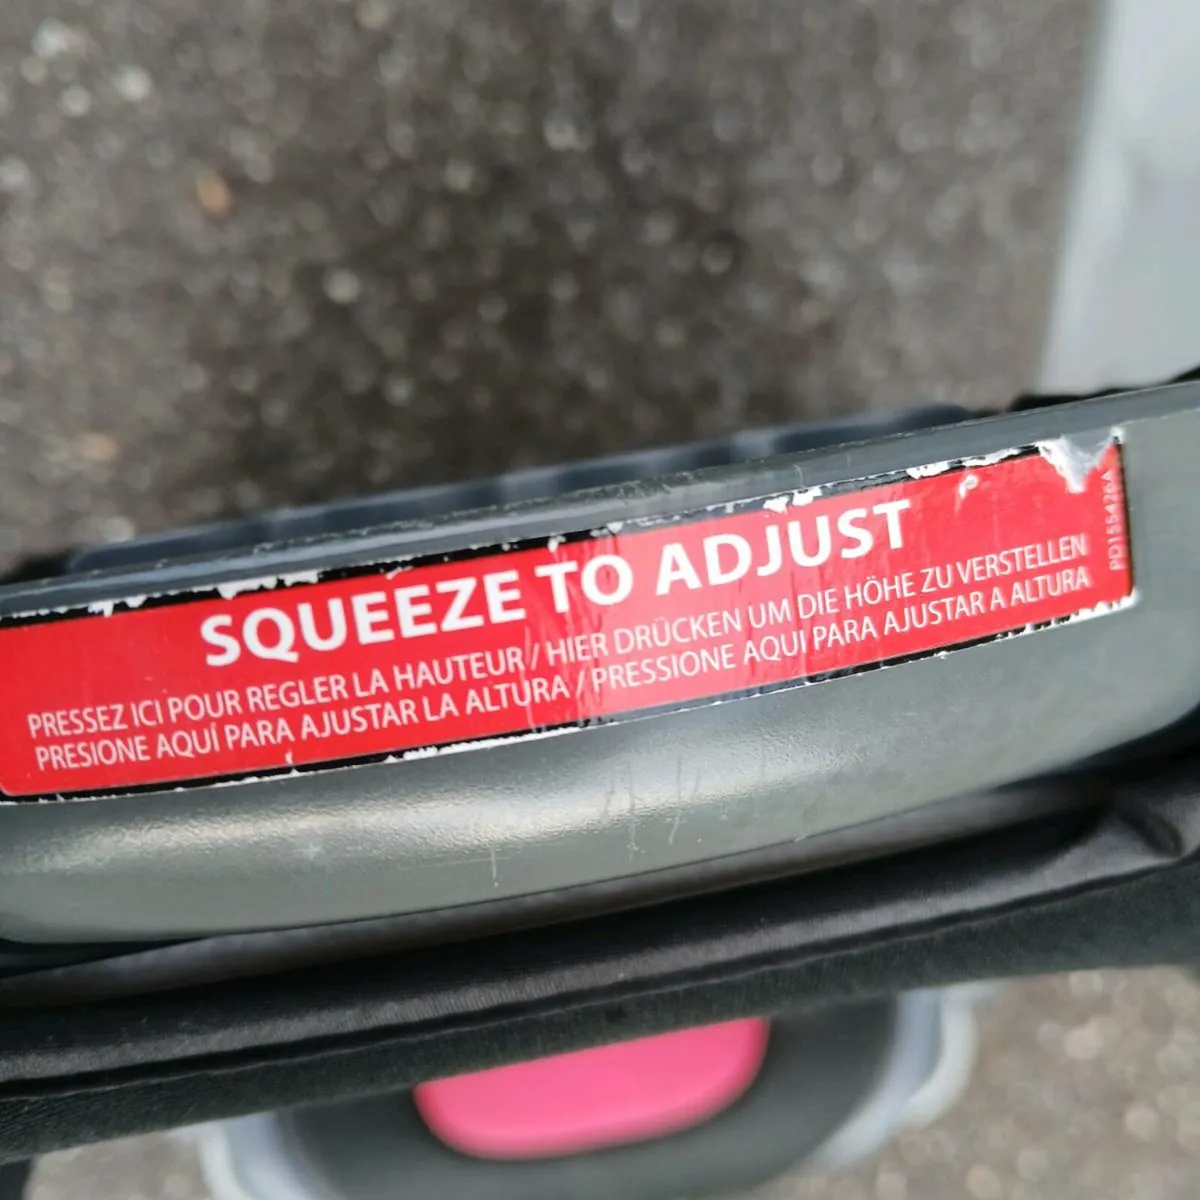 SQUEEZE TO ADJUST
PRESSEZ ICI POUR REGLER LA HAUTEUR / HIER DRÜCKEN UM DIE HÖHE ZU VERSTELLEN
PRESIONE AQUÍ PARA AJUSTAR LA ALTURA / PRESSIONE AQUI PARA AJUSTAR A ALTURA
PD155426A